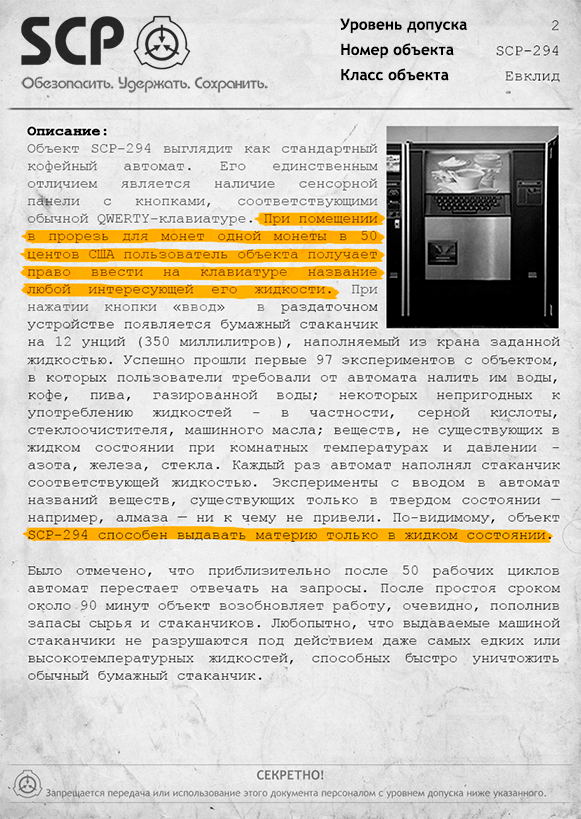 SCP
Обезопасить. Удержать. Сохранить.
Уровень допуска 2
Номер объекта SCP-294
Класс объекта Евклид
Описание:
Объект SCP-294 выглядит как стандартный
кофейный автомат. Его единственным
отличием является наличие сенсорной
панели с кнопками, соответствующими
обычной QWERTY-клавиатуре. При помещении
в прорезь для монет одной монеты в 50
центов США пользователь объекта получает
право ввести на клавиатуре название
любой интересующей его жидкости. При
нажатии кнопки «ввод» в раздаточном
устройстве появляется бумажный стаканчик
на 12 унций (350 миллилитров), наполняемый из крана заданной
жидкостью. Успешно прошли первые 97 экспериментов с объектом,
в которых пользователи требовали от автомата налить им воды,
кофе, пива, газированной воды; некоторых непригодных к
употреблению жидкостей - в частности, серной кислоты,
стеклоочистителя, машинного масла; веществ, не существующих в
жидком состоянии при комнатных температурах и давлении -
азота, железа, стекла. Каждый раз автомат наполнял стаканчик
соответствующей жидкостью. Эксперименты с вводом в автомат
названий веществ, существующих только в твердом состоянии —
например, алмаза — ни к чему не привели. По-видимому, объект
SCP-294 способен выдавать материю только в жидком состоянии.
Было отмечено, что приблизительно после 50 рабочих циклов
автомат перестает отвечать на запросы. После простоя сроком
около 90 минут объект возобновляет работу, очевидно, пополнив
запасы сырья и стаканчиков. Любопытно, что выдаваемые машиной
стаканчики не разрушаются под действием даже самых едких или
высокотемпературных жидкостей, способных быстро уничтожить
обычный бумажный стаканчик.
СЕКРЕТНО!
Запрещается передача или использование этого документа персоналом с уровнем допуска ниже указанного.